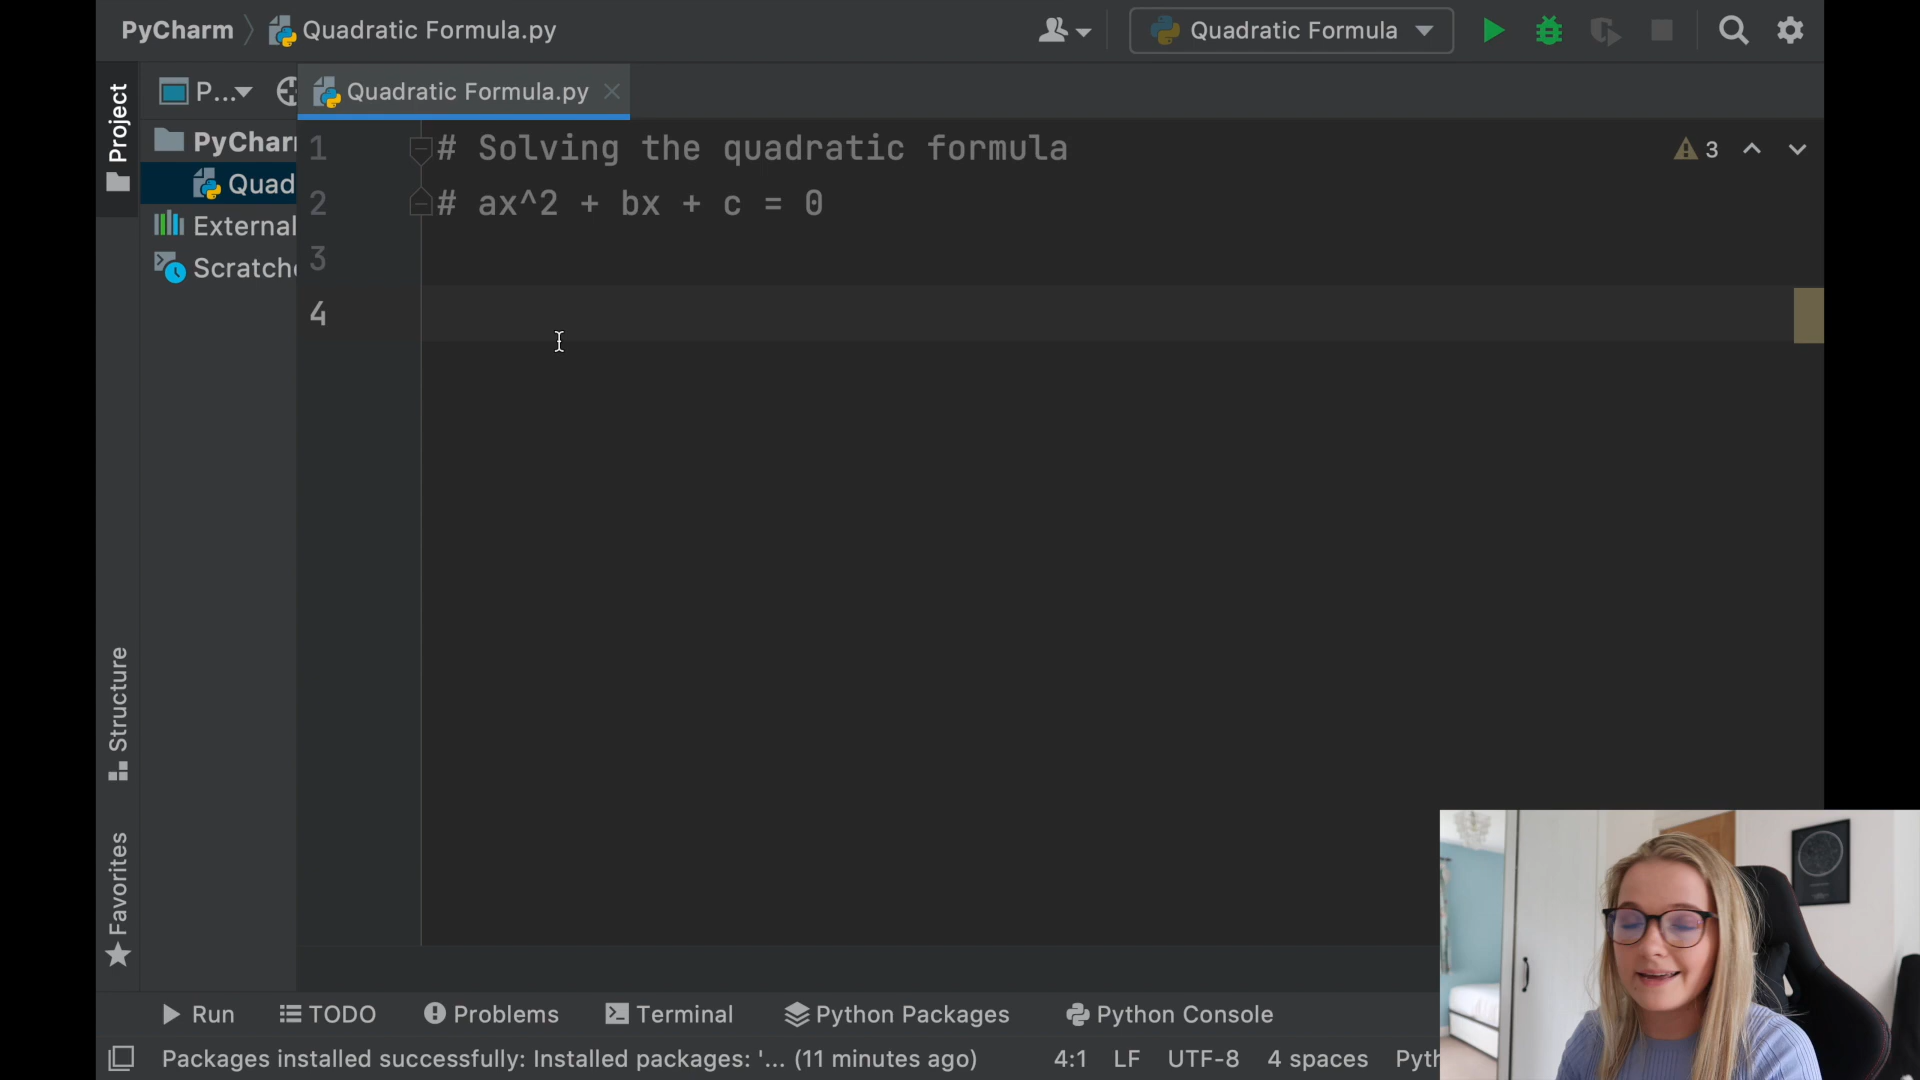 PyCharm Quadratic Formula.py Quadratic Formula
Project
P... Quadratic Formula.py
PyChar
Quad
External
Scratche
1 # Solving the quadratic formula 3
2 # ax^2 + bx + c = 0
3
4
Structure
Favorites
Run TODO Problems Terminal Python Packages Python Console
Packages installed successfully: Installed packages: '... (11 minutes ago) 4:1 LF UTF-8 4 spaces Pyth